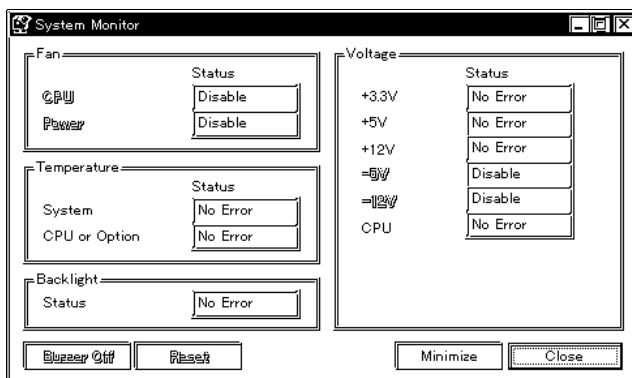 System Monitor
Fan
Status
CPU Disable
Power Disable
Temperature
Status
System No Error
CPU or Option No Error
Backlight
Status No Error
Voltage
Status
+3.3V No Error
+5V No Error
+12V No Error
-5V Disable
-12V Disable
CPU No Error
Buzzer Off Reset Minimize Close